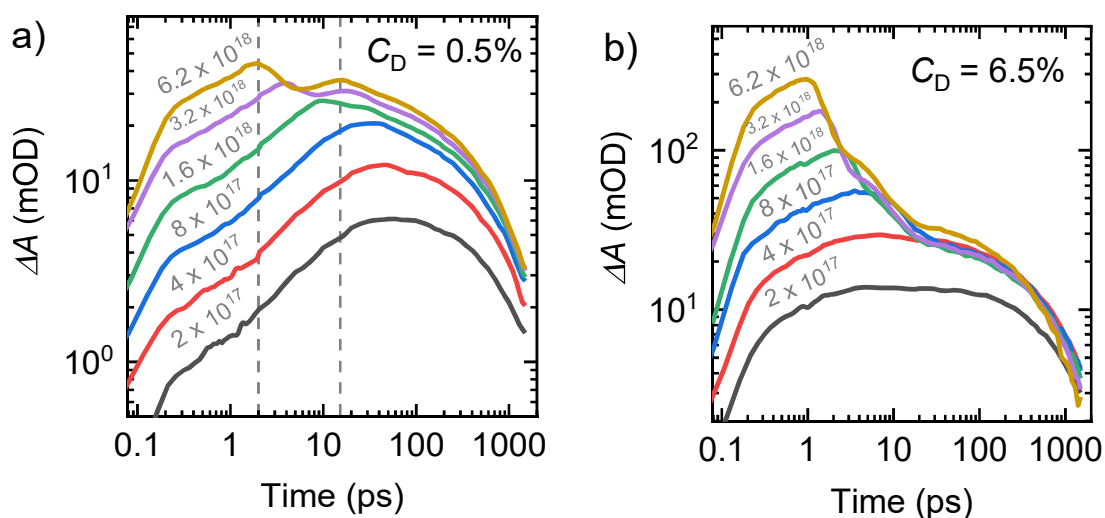 a)
C_D = 0.5%
6.2 x 10^18
3.2 x 10^18
1.6 x 10^18
8 x 10^17
4 x 10^17
2 x 10^17
ΔA (mOD)
10^1
10^0
0.1 1 10 100 1000
Time (ps)
b)
C_D = 6.5%
6.2 x 10^18
3.2 x 10^18
1.6 x 10^18
8 x 10^17
4 x 10^17
2 x 10^17
ΔA (mOD)
10^2
10^1
0.1 1 10 100 1000
Time (ps)